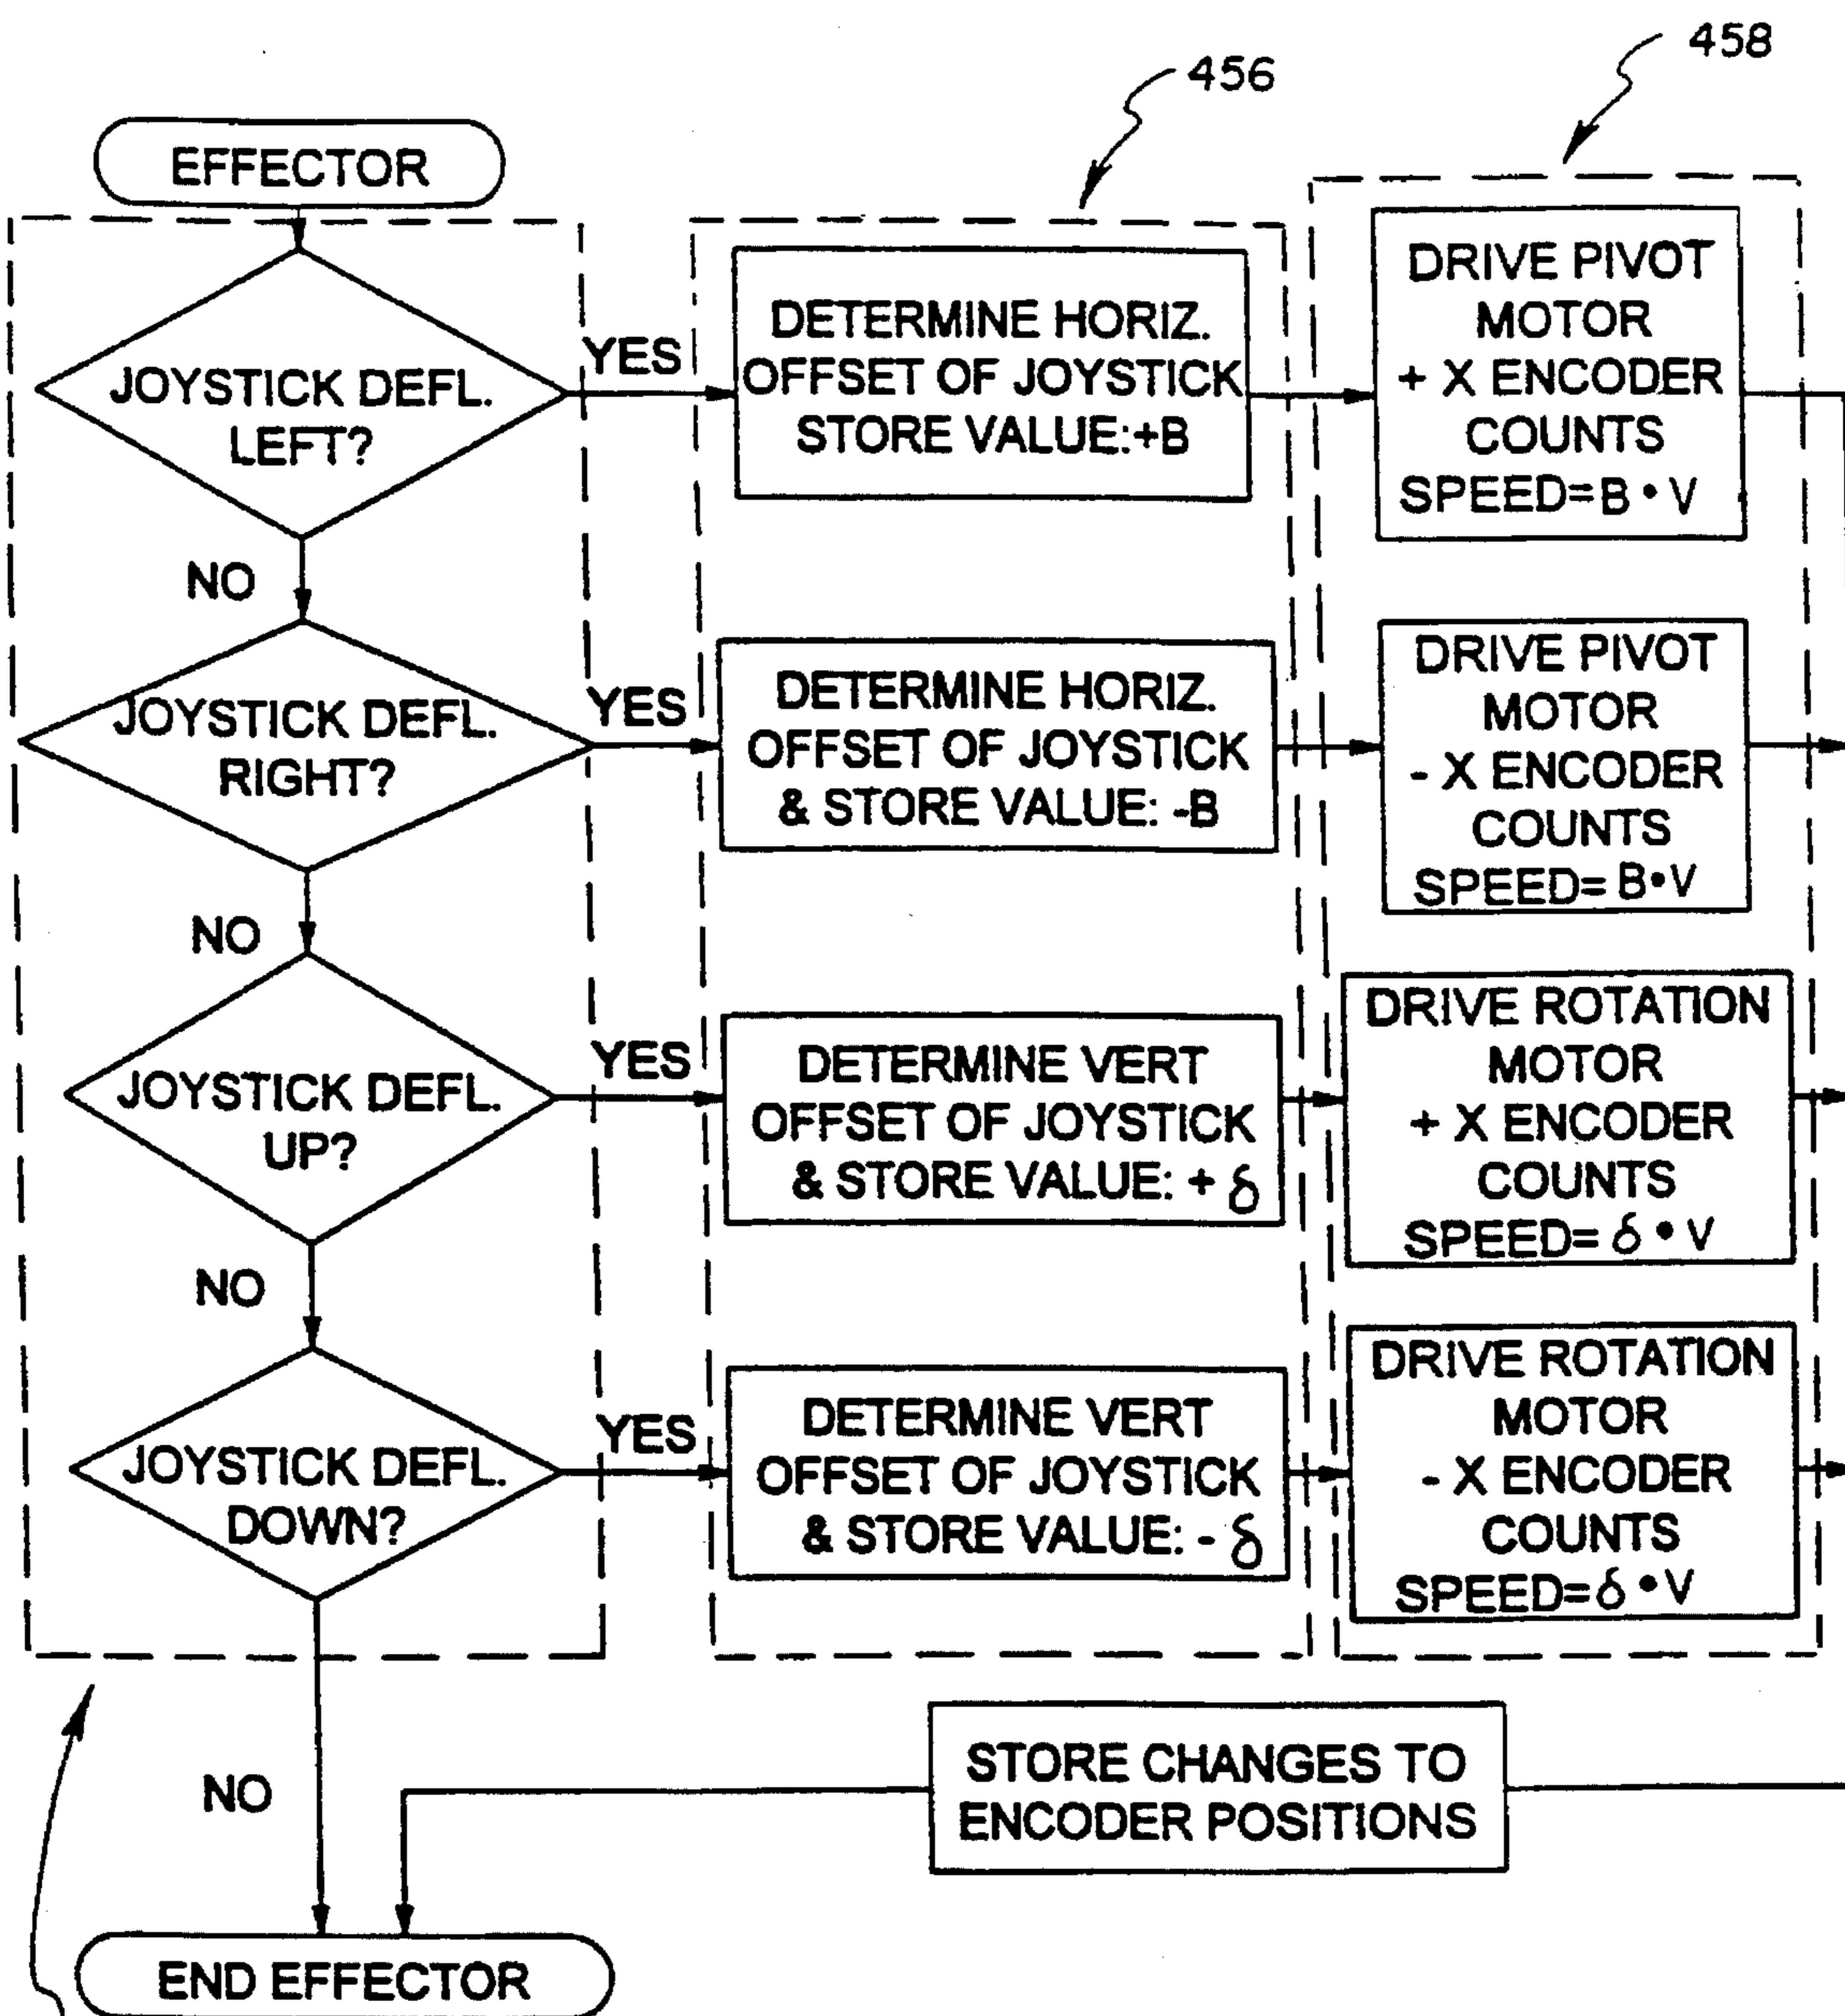 458
456
EFFECTOR
JOYSTICK DEFL.
LEFT?
YES
DETERMINE HORIZ.
OFFSET OF JOYSTICK
STORE VALUE:+B
DRIVE PIVOT
MOTOR
+ X ENCODER
COUNTS
SPEED=B•V
NO
JOYSTICK DEFL.
RIGHT?
YES
DETERMINE HORIZ.
OFFSET OF JOYSTICK
& STORE VALUE: -B
DRIVE PIVOT
MOTOR
- X ENCODER
COUNTS
SPEED=B•V
NO
JOYSTICK DEFL.
UP?
YES
DETERMINE VERT
OFFSET OF JOYSTICK
& STORE VALUE: + δ
DRIVE ROTATION
MOTOR
+ X ENCODER
COUNTS
SPEED= δ•V
NO
JOYSTICK DEFL.
DOWN?
YES
DETERMINE VERT
OFFSET OF JOYSTICK
& STORE VALUE: - δ
DRIVE ROTATION
MOTOR
- X ENCODER
COUNTS
SPEED=δ•V
NO
STORE CHANGES TO
ENCODER POSITIONS
END EFFECTOR